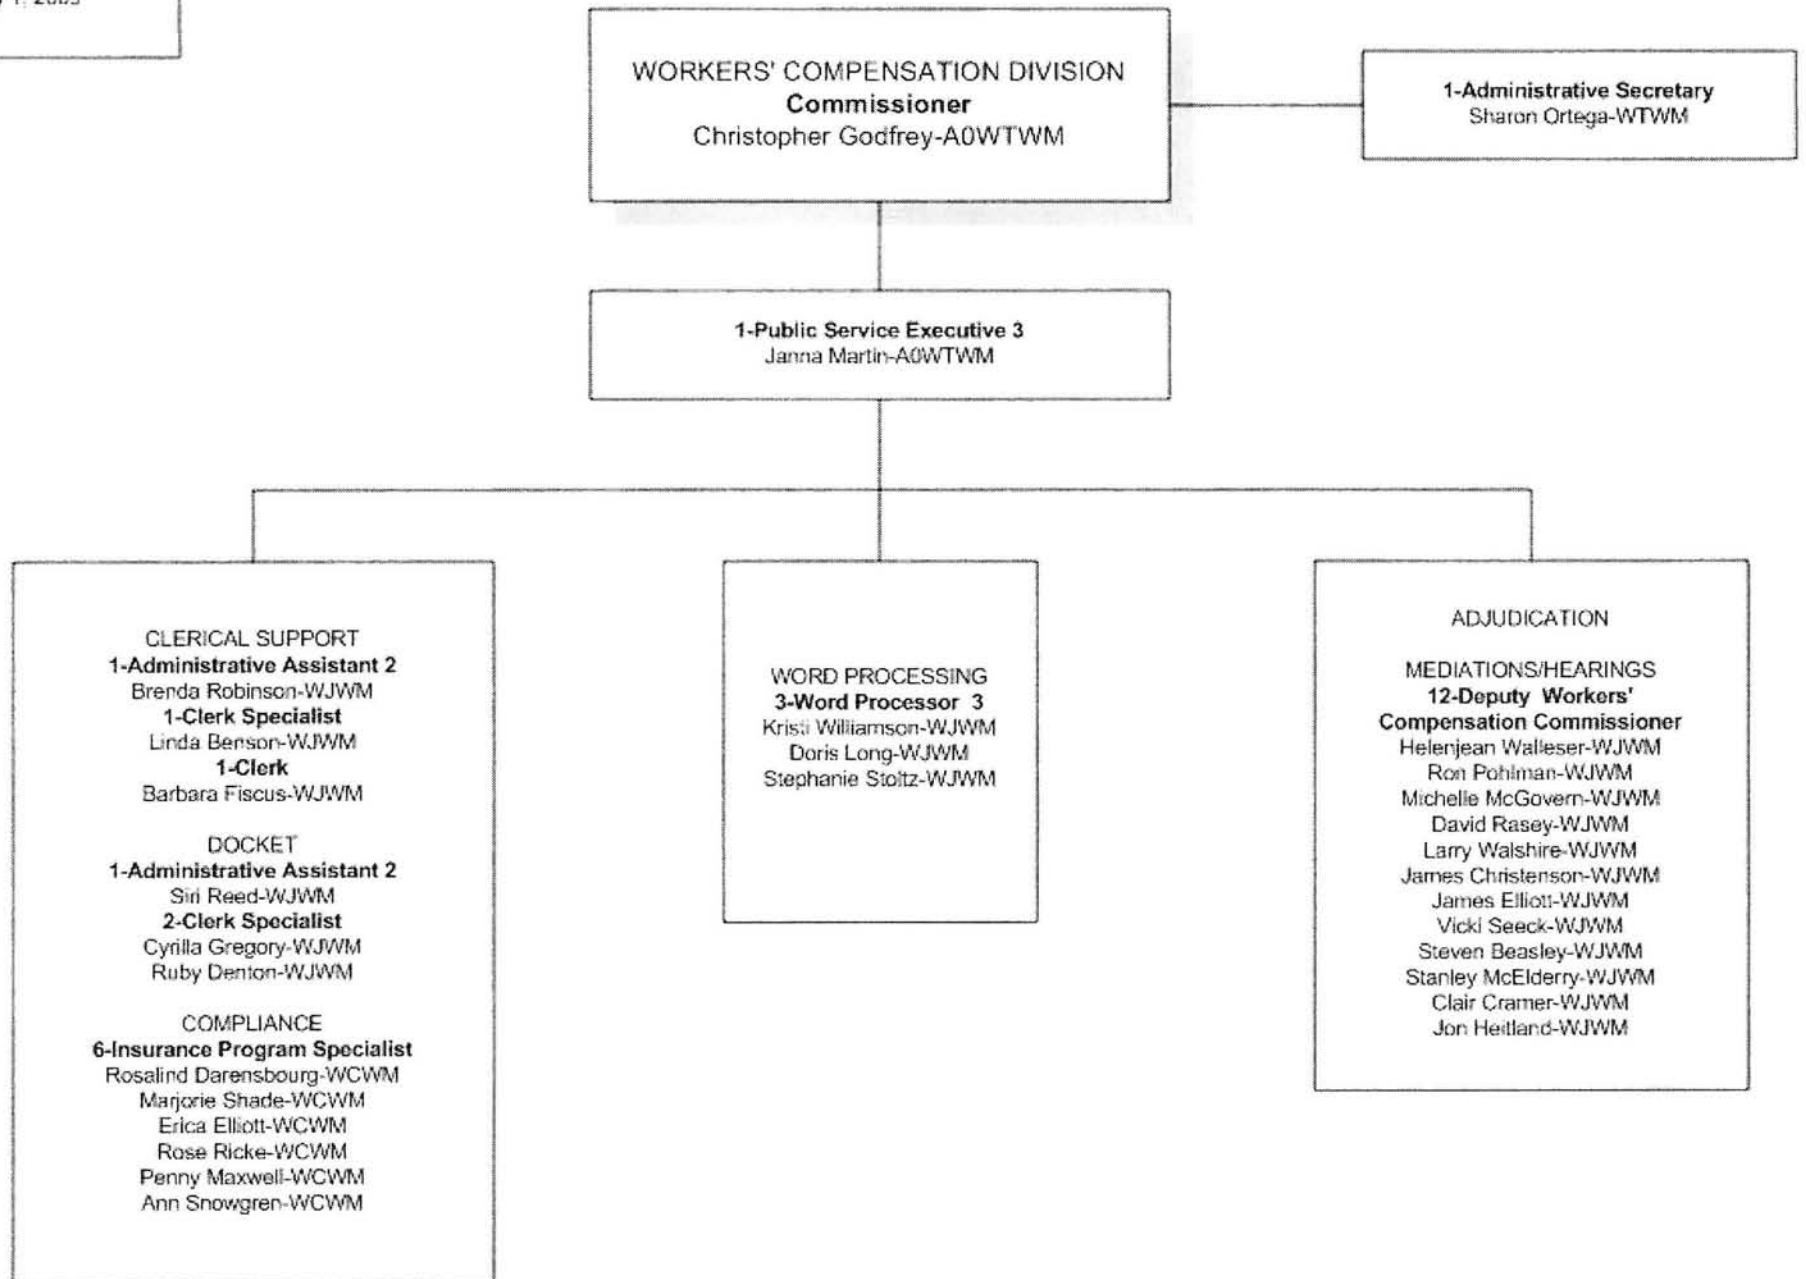 WORKERS' COMPENSATION DIVISION
Commissioner
Christopher Godfrey-A0WTWM
1-Administrative Secretary
Sharon Ortega-WTWM
1-Public Service Executive 3
Janna Martin-A0WTWM
CLERICAL SUPPORT
1-Administrative Assistant 2
Brenda Robinson-WJWM
1-Clerk Specialist
Linda Benson-WJWM
1-Clerk
Barbara Fiscus-WJWM
DOCKET
1-Administrative Assistant 2
Siri Reed-WJWM
2-Clerk Specialist
Cyrilla Gregory-WJWM
Ruby Denton-WJWM
COMPLIANCE
6-Insurance Program Specialist
Rosalind Darensbourg-WCWM
Marjorie Shade-WCWM
Erica Elliott-WCWM
Rose Ricke-WCWM
Penny Maxwell-WCWM
Ann Snowgren-WCWM
WORD PROCESSING
3-Word Processor 3
Kristi Williamson-WJWM
Doris Long-WJWM
Stephanie Stoltz-WJWM
ADJUDICATION
MEDIATIONS/HEARINGS
12-Deputy Workers'
Compensation Commissioner
Helenjean Walleser-WJWM
Ron Pohlman-WJWM
Michelle McGovern-WJWM
David Rasey-WJWM
Larry Walshire-WJWM
James Christenson-WJWM
James Elliott-WJWM
Vicki Seeck-WJWM
Steven Beasley-WJWM
Stanley McElderry-WJWM
Clair Cramer-WJWM
Jon Heitland-WJWM